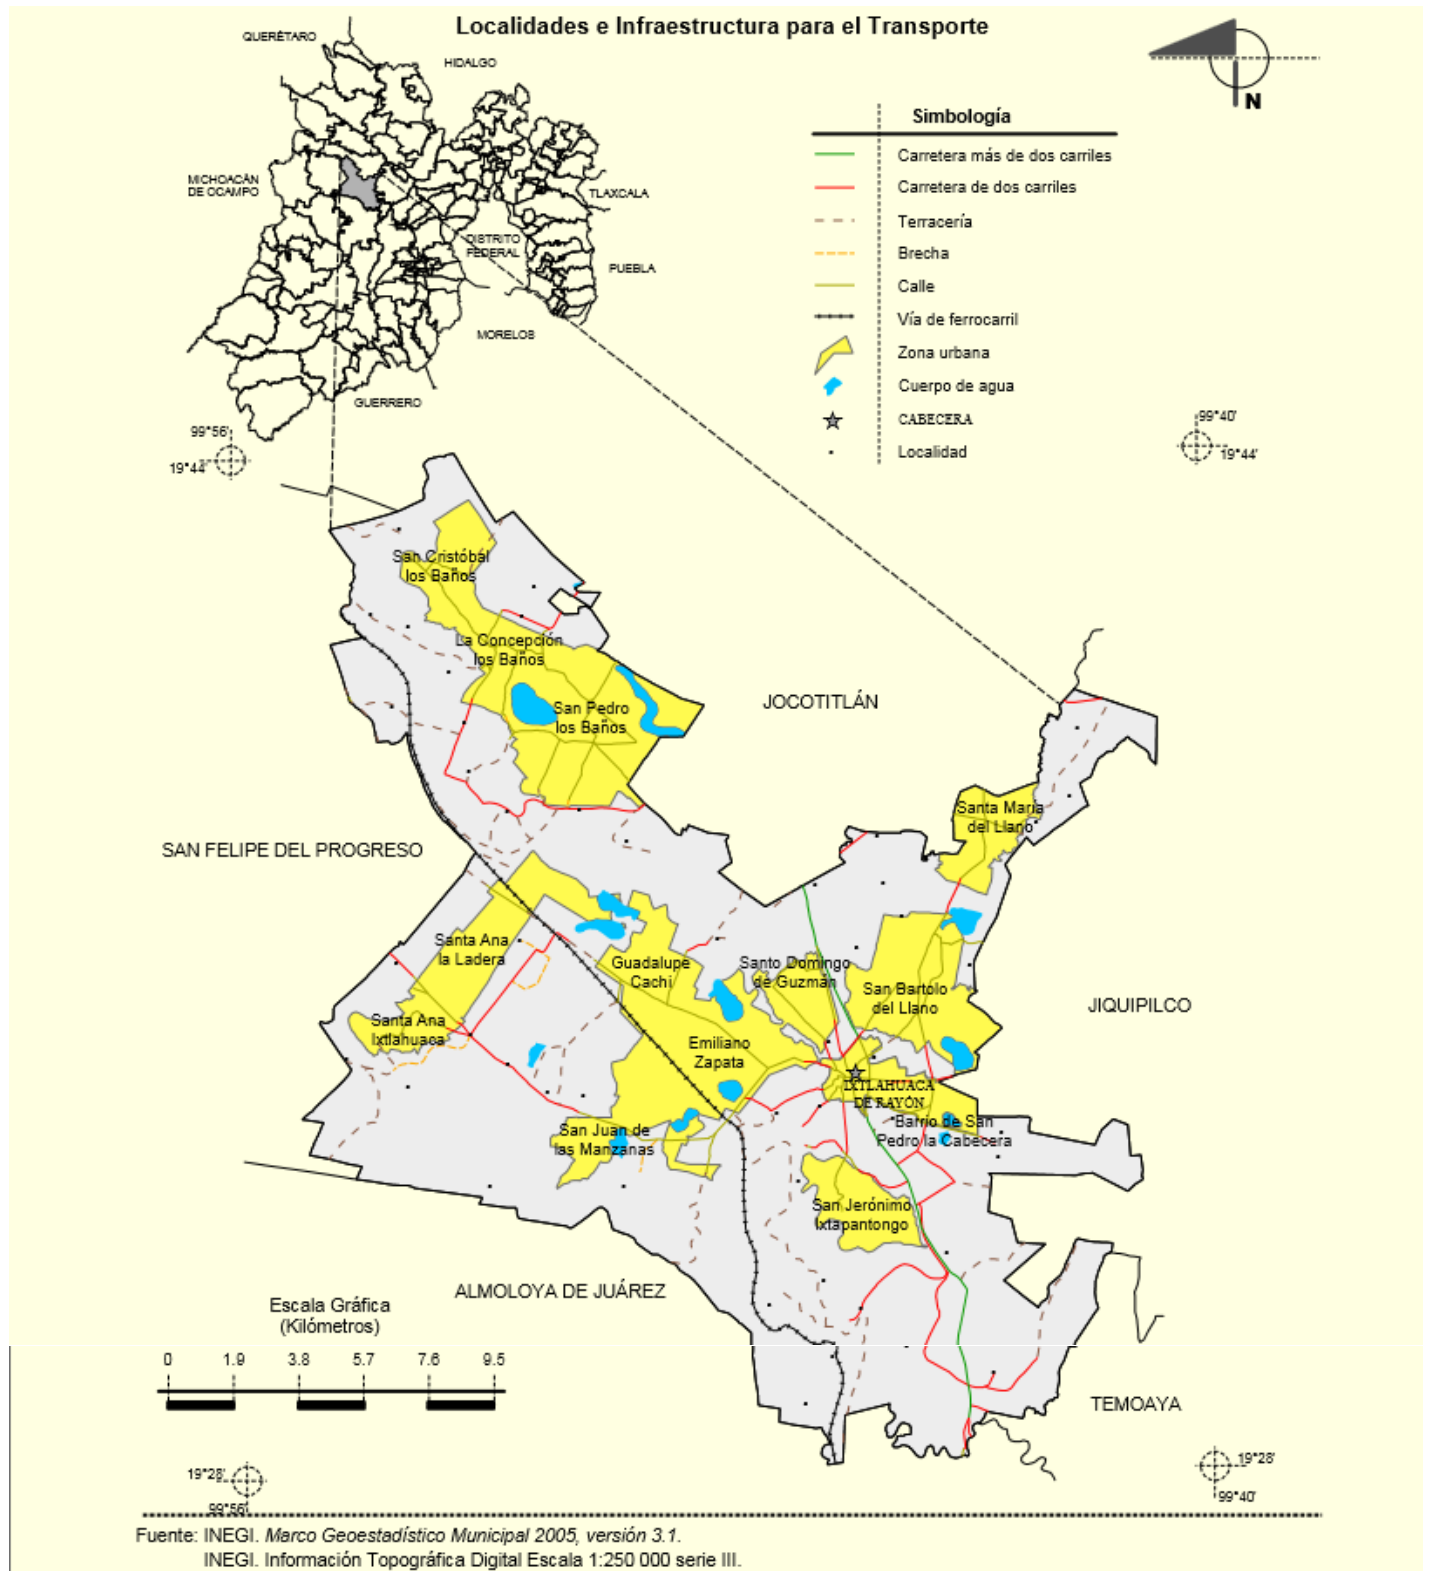 Localidades e Infraestructura para el Transporte
QUERÉTARO
HIDALGO
MICHOACÁN
DE OCAMPO
TLAXCALA
DISTRITO
FEDERAL
PUEBLA
MORELOS
GUERRERO
N
Simbología
Carretera más de dos carriles
Carretera de dos carriles
Terracería
Brecha
Calle
Vía de ferrocarril
Zona urbana
Cuerpo de agua
CABECERA
Localidad
99°56'
19°44'
99°40'
19°44'
San Cristóbal
los Baños
La Concepción
los Baños
San Pedro
los Baños
JOCOTITLÁN
Santa María
del Llano
SAN FELIPE DEL PROGRESO
Santa Ana
la Ladera
Guadalupe
Cachi
Santo Domingo
de Guzmán
San Bartolo
del Llano
JIQUIPILCO
Santa Ana
Ixtlahuaca
Emiliano
Zapata
IXTLAHUACA
DE RAYÓN
San Juan de
las Manzanas
Barrio de San
Pedro la Cabecera
San Jerónimo
Ixtapantongo
ALMOLOYA DE JUÁREZ
Escala Gráfica
(Kilómetros)
0 1.9 3.8 5.7 7.6 9.5
TEMOAYA
19°28'
99°56'
19°28'
99°40'
Fuente: INEGI. Marco Geoestadístico Municipal 2005, versión 3.1.
INEGI. Información Topográfica Digital Escala 1:250 000 serie III.